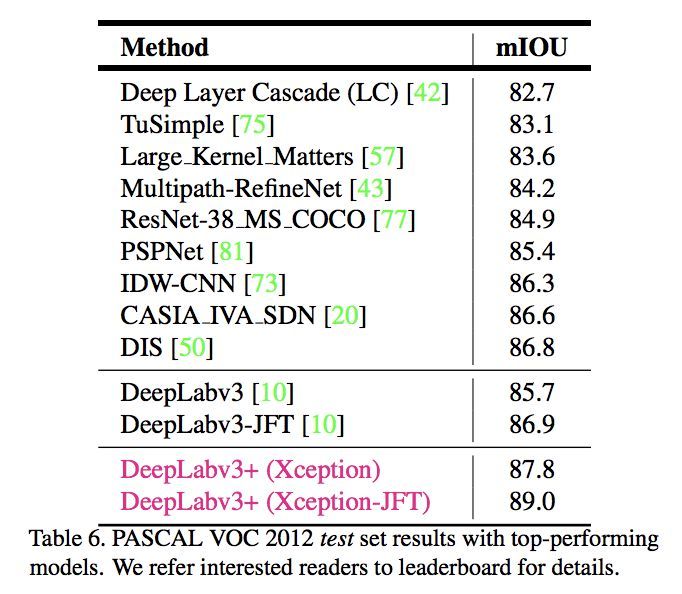 Method mIOU
Deep Layer Cascade (LC) [42] 82.7
TuSimple [75] 83.1
Large_Kernel_Matters [57] 83.6
Multipath-RefineNet [43] 84.2
ResNet-38_MS_COCO [77] 84.9
PSPNet [81] 85.4
IDW-CNN [73] 86.3
CASIA_IVA_SDN [20] 86.6
DIS [50] 86.8
DeepLabv3 [10] 85.7
DeepLabv3-JFT [10] 86.9
DeepLabv3+ (Xception) 87.8
DeepLabv3+ (Xception-JFT) 89.0
Table 6. PASCAL VOC 2012 test set results with top-performing
models. We refer interested readers to leaderboard for details.